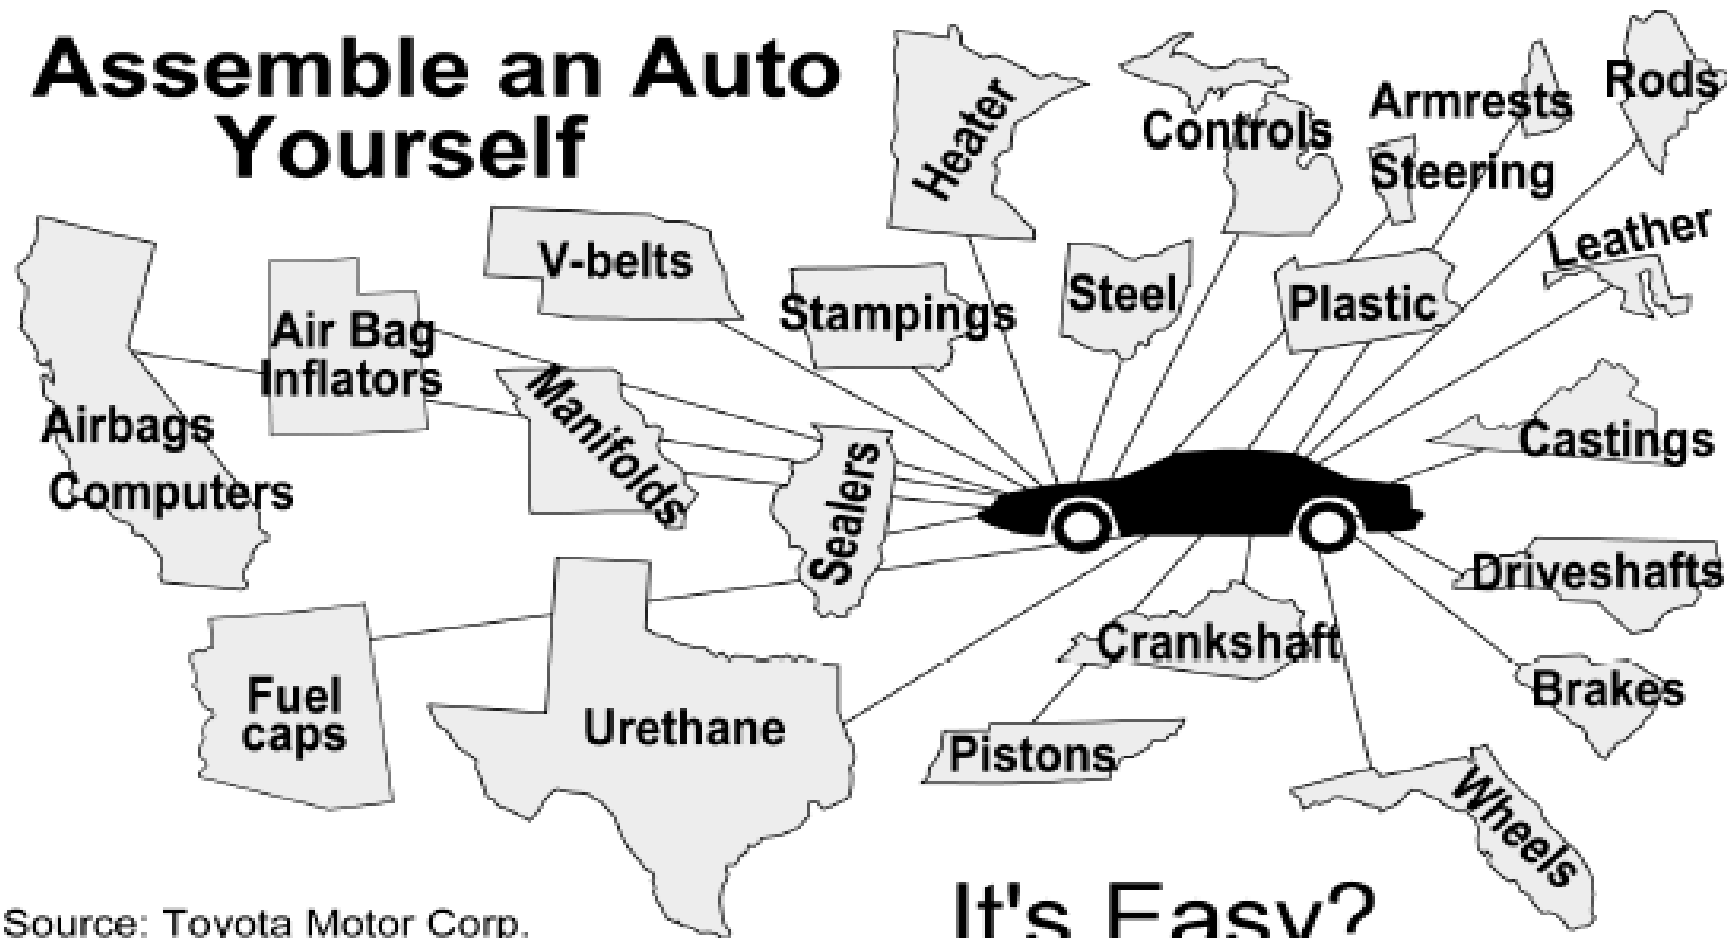 Assemble an Auto
Yourself
Heater
Controls
Armrests
Rods
Steering
Leather
V-belts
Stampings
Steel
Plastic
Air Bag
Inflators
Manifolds
Airbags
Computers
Sealers
Castings
Driveshafts
Crankshaft
Brakes
Fuel
caps
Urethane
Pistons
Wheels
Source: Toyota Motor Corp.
It's Easy?